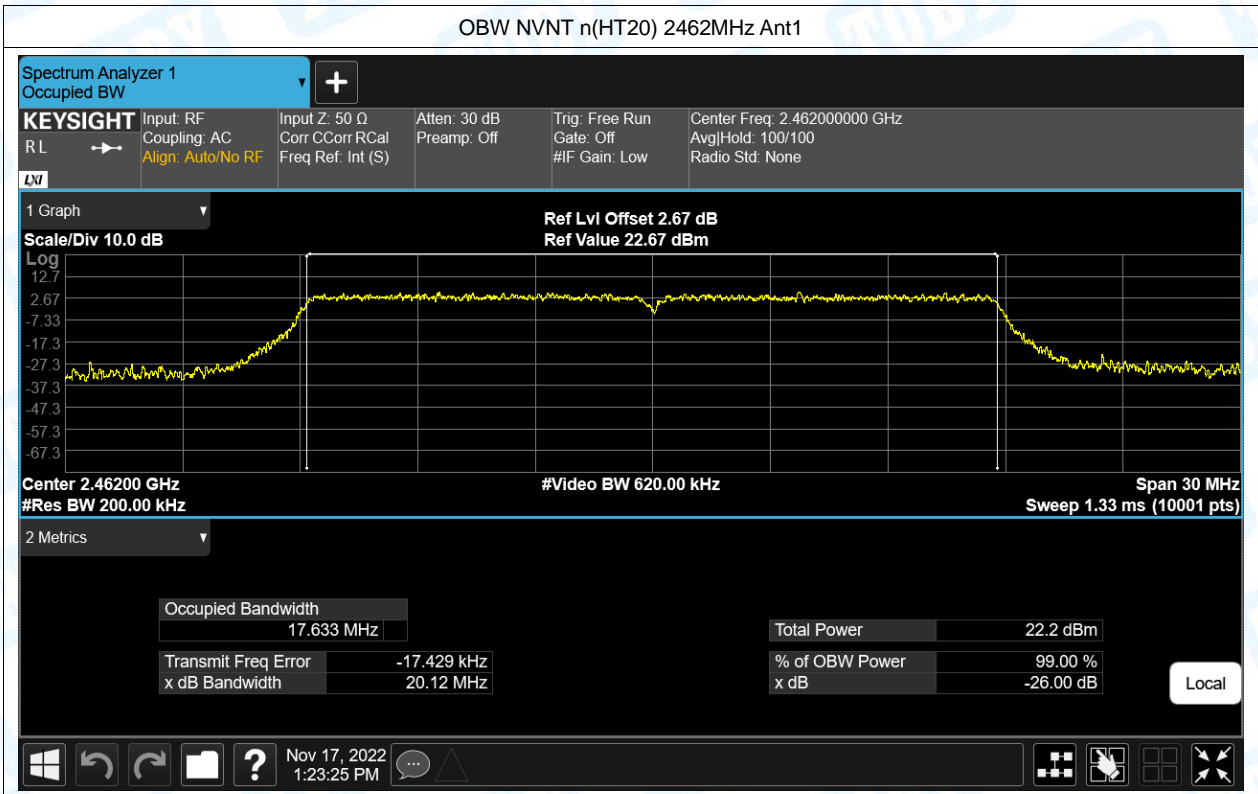 OBW NVNT n(HT20) 2462MHz Ant1
Spectrum Analyzer 1
Occupied BW
KEYSIGHT
R L
LXI
Input: RF
Coupling: AC
Align: Auto/No RF
Input Z: 50 Ω
Corr CCorr RCal
Freq Ref: Int (S)
Atten: 30 dB
Preamp: Off
Trig: Free Run
Gate: Off
#IF Gain: Low
Center Freq: 2.462000000 GHz
Avg|Hold: 100/100
Radio Std: None
1 Graph
Scale/Div 10.0 dB
Ref Lvl Offset 2.67 dB
Ref Value 22.67 dBm
Log
12.7
2.67
-7.33
-17.3
-27.3
-37.3
-47.3
-57.3
-67.3
Center 2.46200 GHz
#Video BW 620.00 kHz
Span 30 MHz
#Res BW 200.00 kHz
Sweep 1.33 ms (10001 pts)
2 Metrics
Occupied Bandwidth
17.633 MHz
Total Power 22.2 dBm
Transmit Freq Error -17.429 kHz
% of OBW Power 99.00 %
x dB Bandwidth 20.12 MHz
x dB -26.00 dB
Local
?
Nov 17, 2022
1:23:25 PM